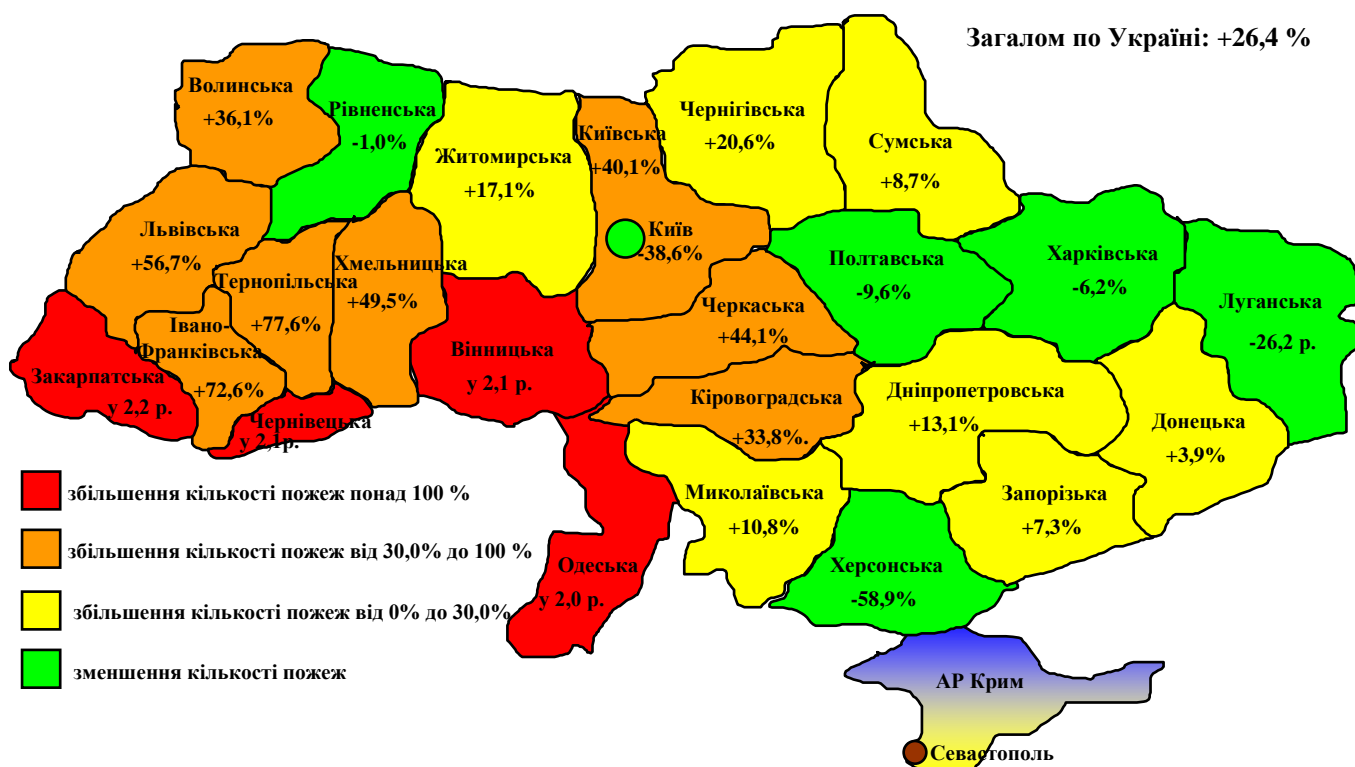 Загалом по Україні: +26,4 %
Волинська
+36,1%
Рівненська
-1,0%
Житомирська
+17,1%
Київська
+40,1%
Київ
-38,6%
Чернігівська
+20,6%
Сумська
+8,7%
Львівська
+56,7%
Тернопільська
+77,6%
Хмельницька
+49,5%
Івано-
Франківська
+72,6%
Закарпатська
у 2,2 р.
Чернівецька
у 2,1р.
Вінницька
у 2,1 р.
Черкаська
+44,1%
Кіровоградська
+33,8%.
Полтавська
-9,6%
Харківська
-6,2%
Луганська
-26,2 р.
Дніпропетровська
+13,1%
Донецька
+3,9%
Запорізька
+7,3%
Миколаївська
+10,8%
Одеська
у 2,0 р.
Херсонська
-58,9%
АР Крим
Севастополь
збільшення кількості пожеж понад 100 %
збільшення кількості пожеж від 30,0% до 100 %
збільшення кількості пожеж від 0% до 30,0%
зменшення кількості пожеж